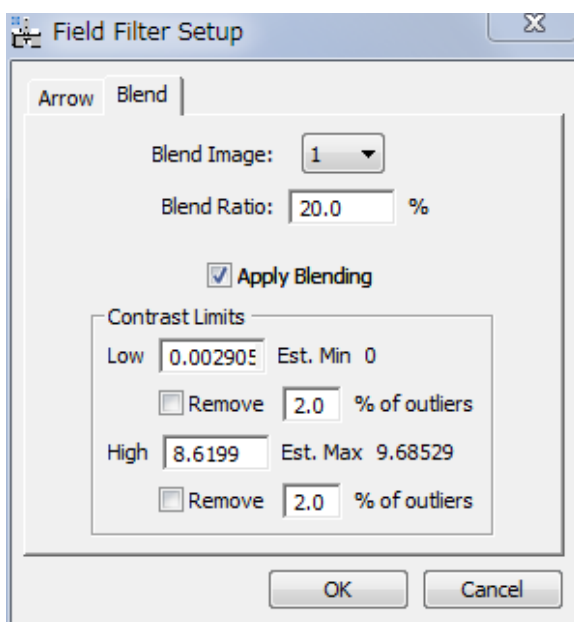 Field Filter Setup
Arrow Blend
Blend Image: 1
Blend Ratio: 20.0 %
Apply Blending
Contrast Limits
Low 0.002905 Est. Min 0
Remove 2.0 % of outliers
High 8.6199 Est. Max 9.68529
Remove 2.0 % of outliers
OK Cancel